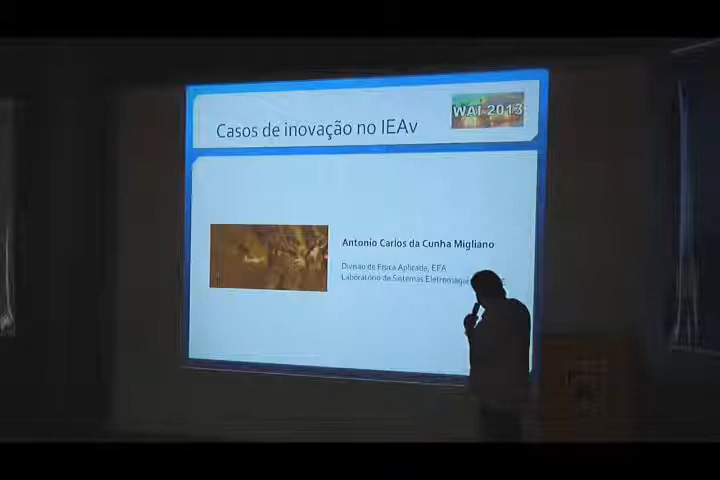 Casos de inovação no IEAv
WAI 2013
Antonio Carlos da Cunha Migliano
Divisão de Física Aplicada, EFA
Laboratório de Sistemas